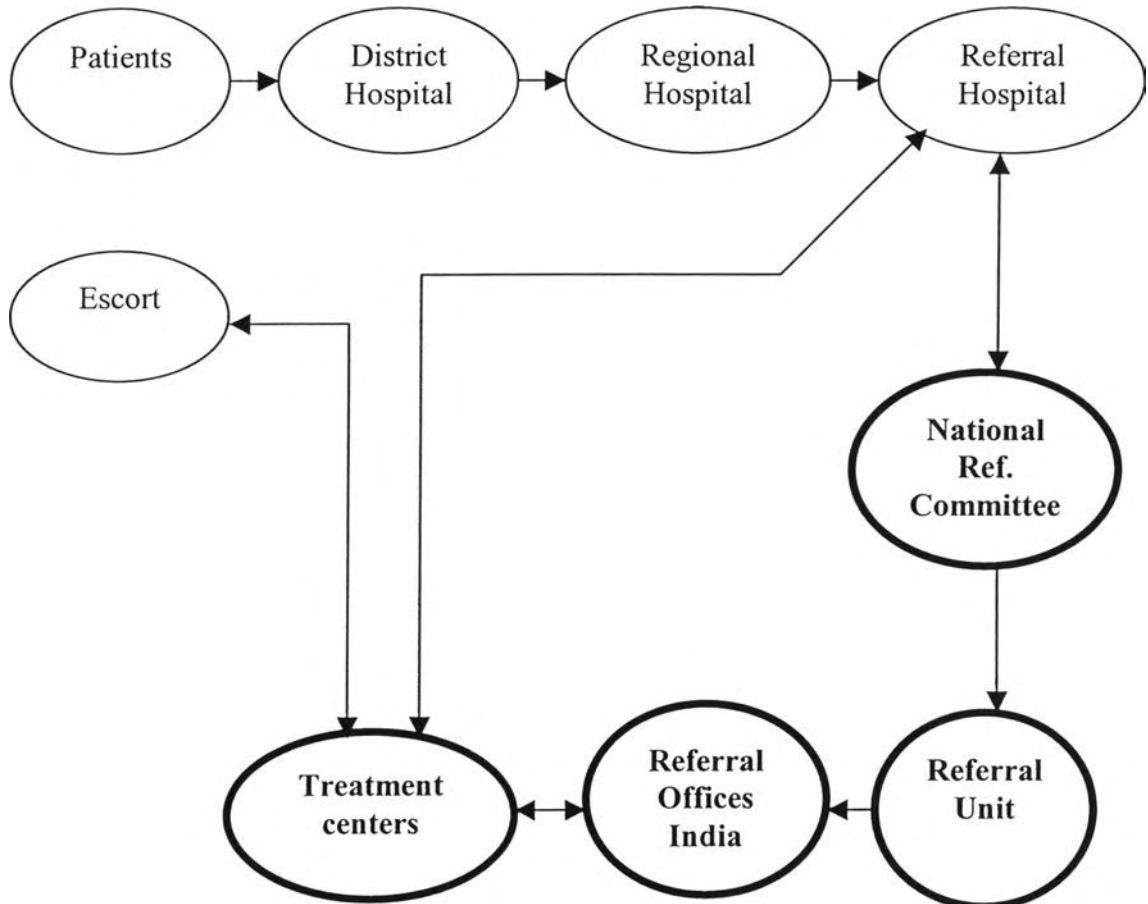 Patients
District
Hospital
Regional
Hospital
Referral
Hospital
Escort
National
Ref.
Committee
Treatment
centers
Referral
Offices
India
Referral
Unit